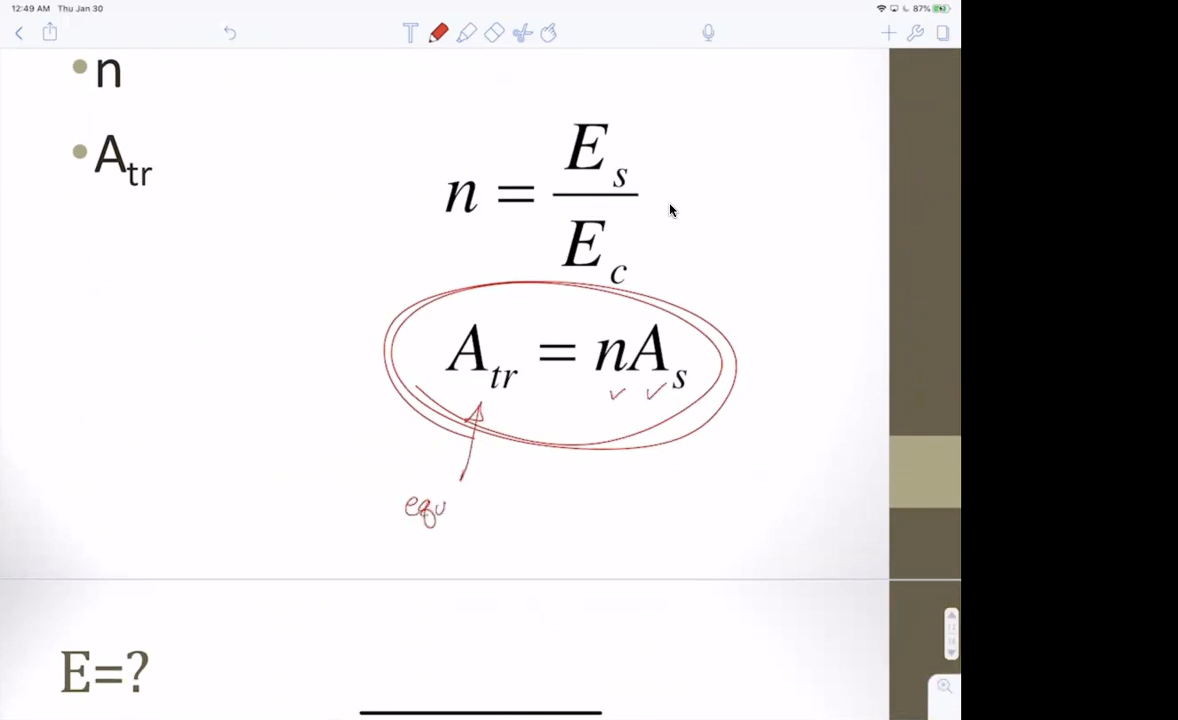 12:49 AM Thu Jan 30
87%
T
• n
• A_tr
n = E_s / E_c
A_tr = nA_s
equ
E=?